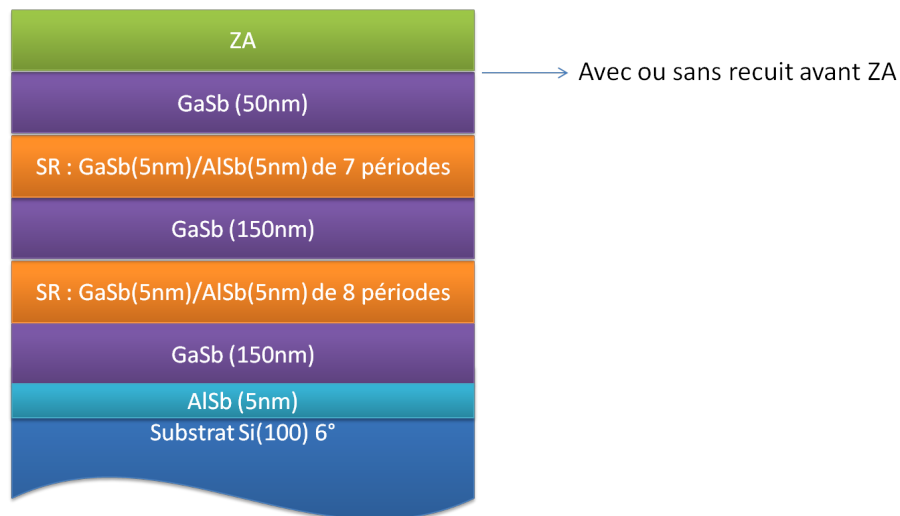 ZA
Avec ou sans recuit avant ZA
GaSb (50nm)
SR : GaSb(5nm)/AlSb(5nm) de 7 périodes
GaSb (150nm)
SR : GaSb(5nm)/AlSb(5nm) de 8 périodes
GaSb (150nm)
AlSb (5nm)
Substrat Si(100) 6°